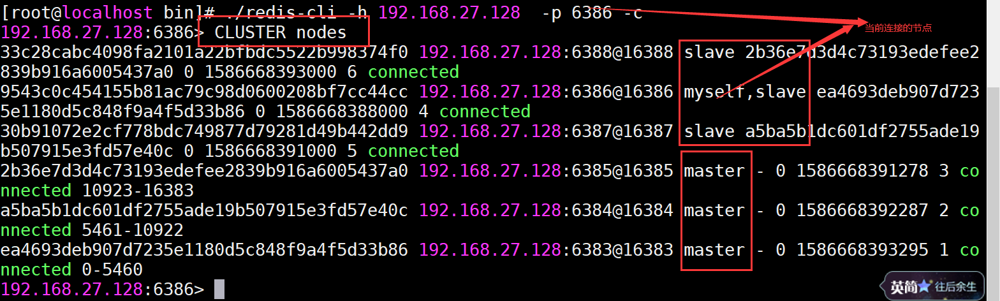 [root@localhost bin]# ./redis-cli -h 192.168.27.128  -p 6386 -c
192.168.27.128:6386> CLUSTER nodes
当前连接的节点
33c28cabc4098fa2101a22bfbdc5522b998374f0 192.168.27.128:6388@16388 slave 2b36e7d3d4c73193edefee2
839b916a6005437a0 0 1586668393000 6 connected
9543c0c454155b81ac79c98d0600208bf7cc44cc 192.168.27.128:6386@16386 myself,slave ea4693deb907d723
5e1180d5c848f9a4f5d33b86 0 1586668388000 4 connected
30b91072e2cf778bdc749877d79281d49b442dd9 192.168.27.128:6387@16387 slave a5ba5b1dc601df2755ade19
b507915e3fd57e40c 0 1586668391000 5 connected
2b36e7d3d4c73193edefee2839b916a6005437a0 192.168.27.128:6385@16385 master - 0 1586668391278 3 co
nnected 10923-16383
a5ba5b1dc601df2755ade19b507915e3fd57e40c 192.168.27.128:6384@16384 master - 0 1586668392287 2 co
nnected 5461-10922
ea4693deb907d7235e1180d5c848f9a4f5d33b86 192.168.27.128:6383@16383 master - 0 1586668393295 1 co
nnected 0-5460
192.168.27.128:6386>
英简 往后余生